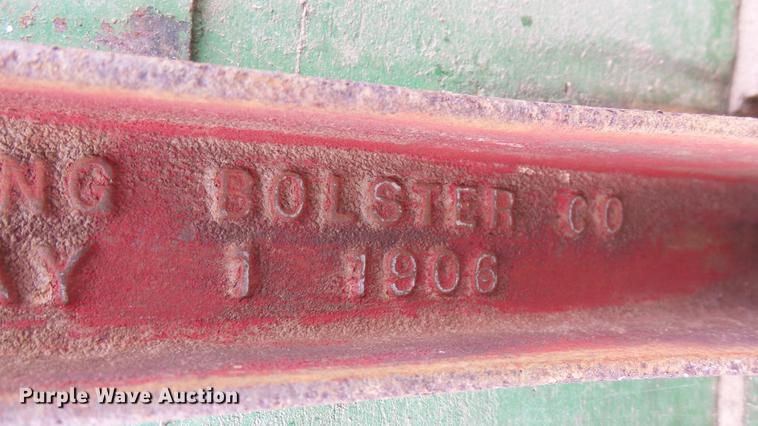 NG BOLSTER CO
AY 1 1906
Purple Wave Auction